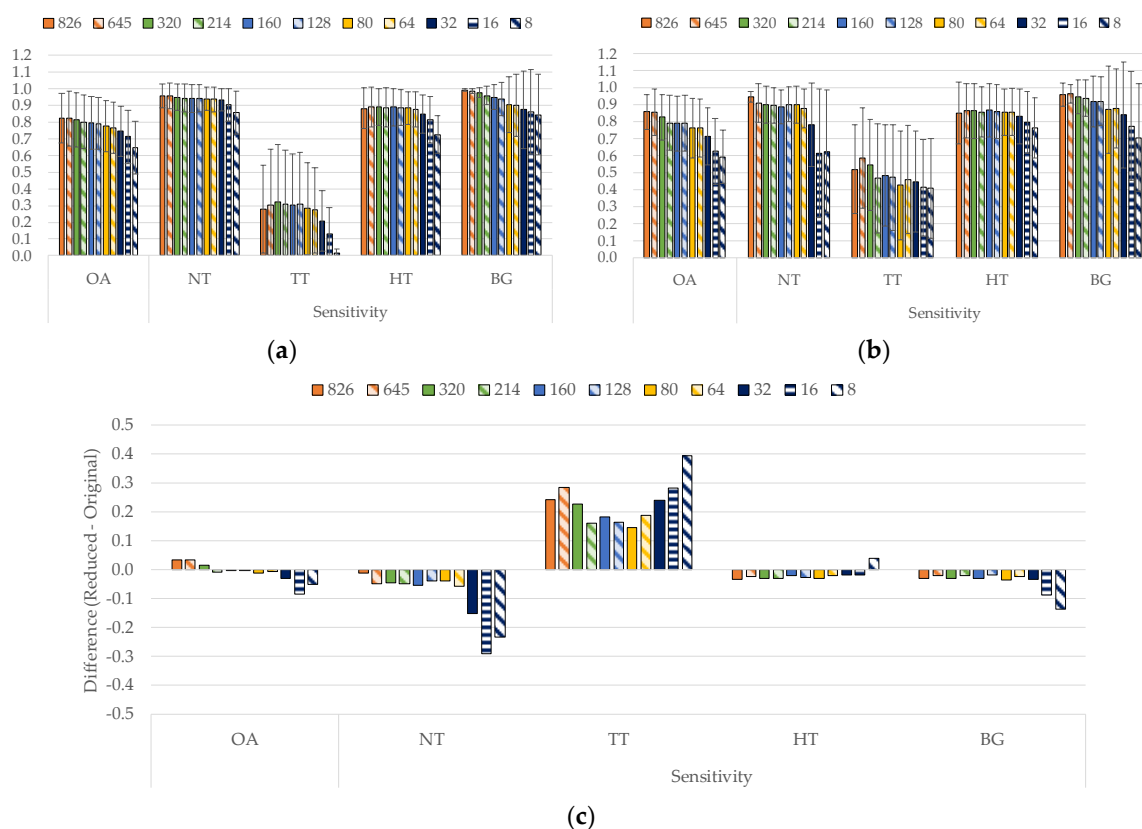 826 645 320 214 160 128 80 64 32 16 8
1.2
1.1
1.0
0.9
0.8
0.7
0.6
0.5
0.4
0.3
0.2
0.1
0.0
OA NT TT HT BG
Sensitivity
(a)
826 645 320 214 160 128 80 64 32 16 8
1.2
1.1
1.0
0.9
0.8
0.7
0.6
0.5
0.4
0.3
0.2
0.1
0.0
OA NT TT HT BG
Sensitivity
(b)
826 645 320 214 160 128 80 64 32 16 8
Difference (Reduced - Original)
0.5
0.4
0.3
0.2
0.1
0.0
-0.1
-0.2
-0.3
-0.4
-0.5
OA NT TT HT BG
Sensitivity
(c)